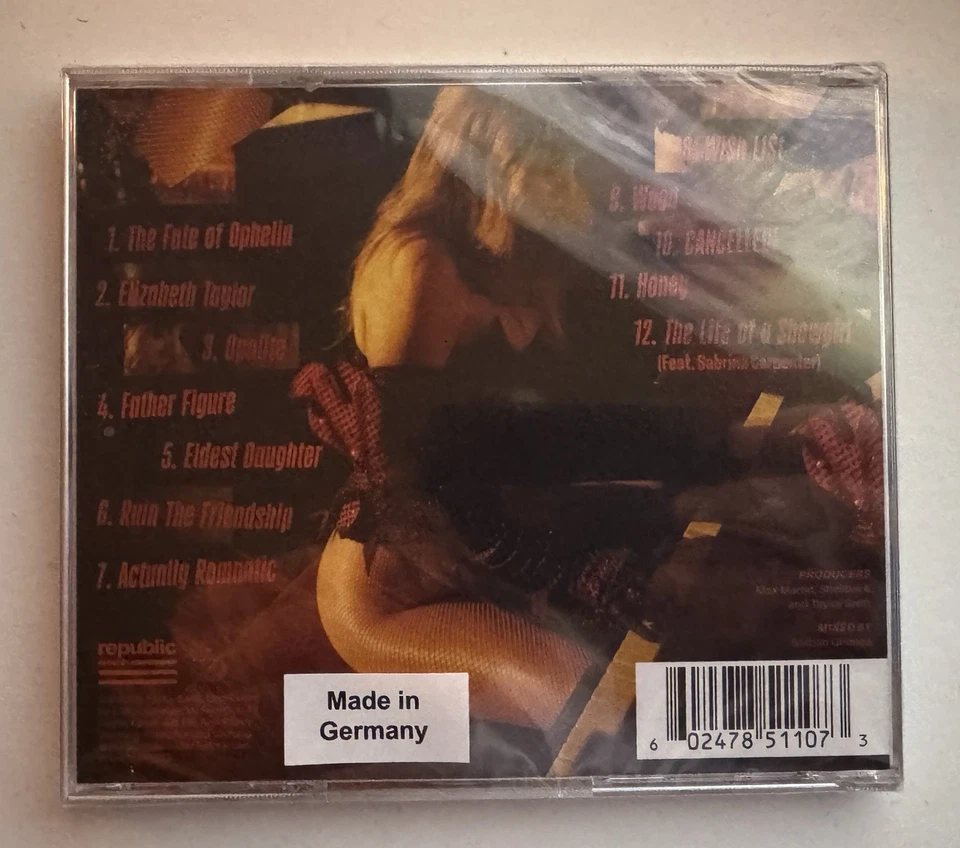 1. The Fate of Ophelia
2. Elizabeth Taylor
3. Opalite
4. Father Figure
5. Eldest Daughter
6. Ruin The Friendship
7. Actually Romantic
8. Wi$h Li$t
9. Wood
10. CANCELLED!
11. Honey
12. The Life of a Showgirl
(Feat. Sabrina Carpenter)
PRODUCERS
Max Martin, Shellback,
and Taylor Swift
MIXED BY
republic
Made in
Germany
6 02478 51107 3